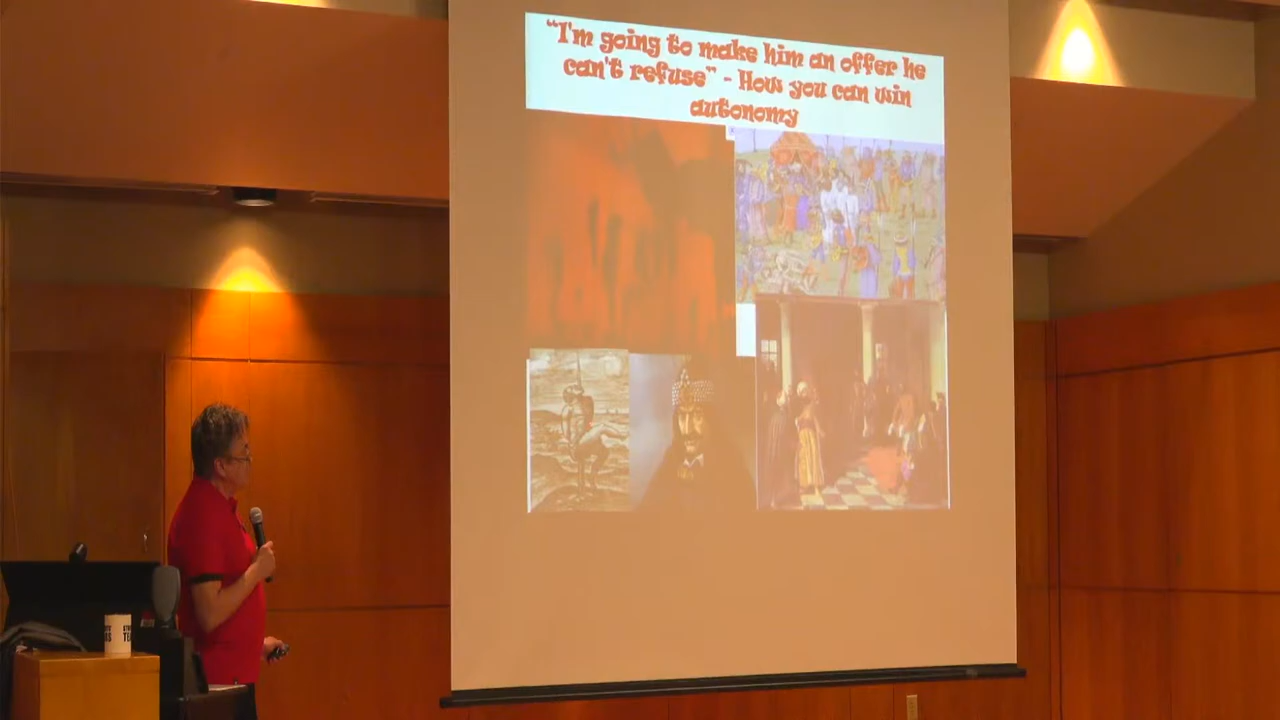 “I'm going to make him an offer he
can't refuse” - How you can win
autonomy